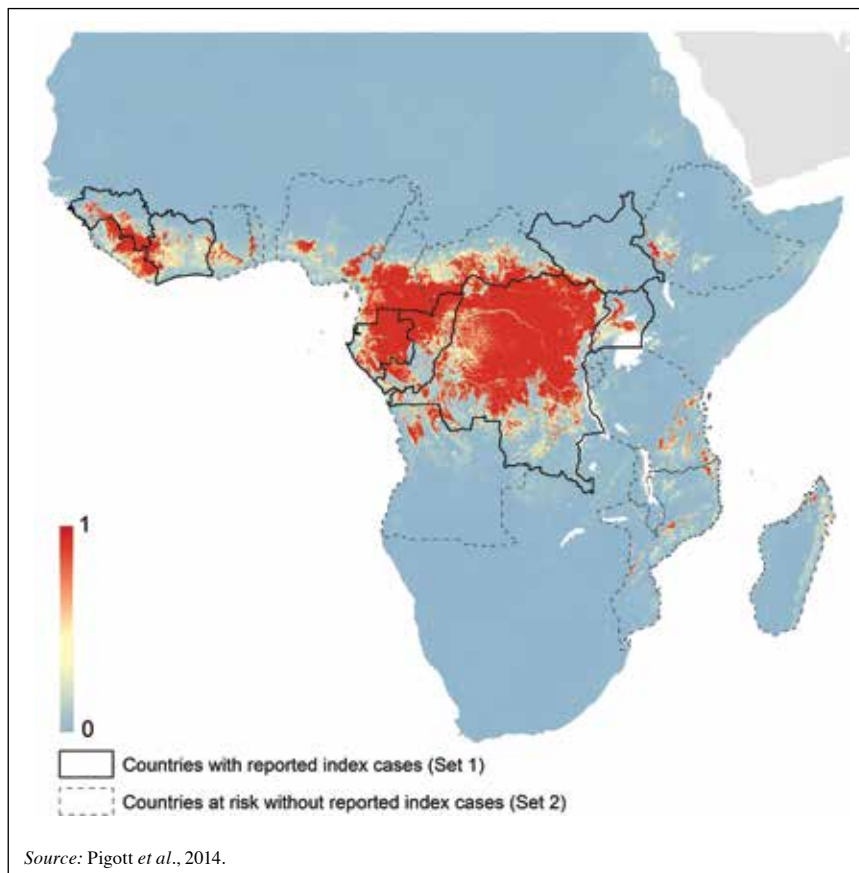 1
0
Countries with reported index cases (Set 1)
Countries at risk without reported index cases (Set 2)
Source: Pigott et al., 2014.